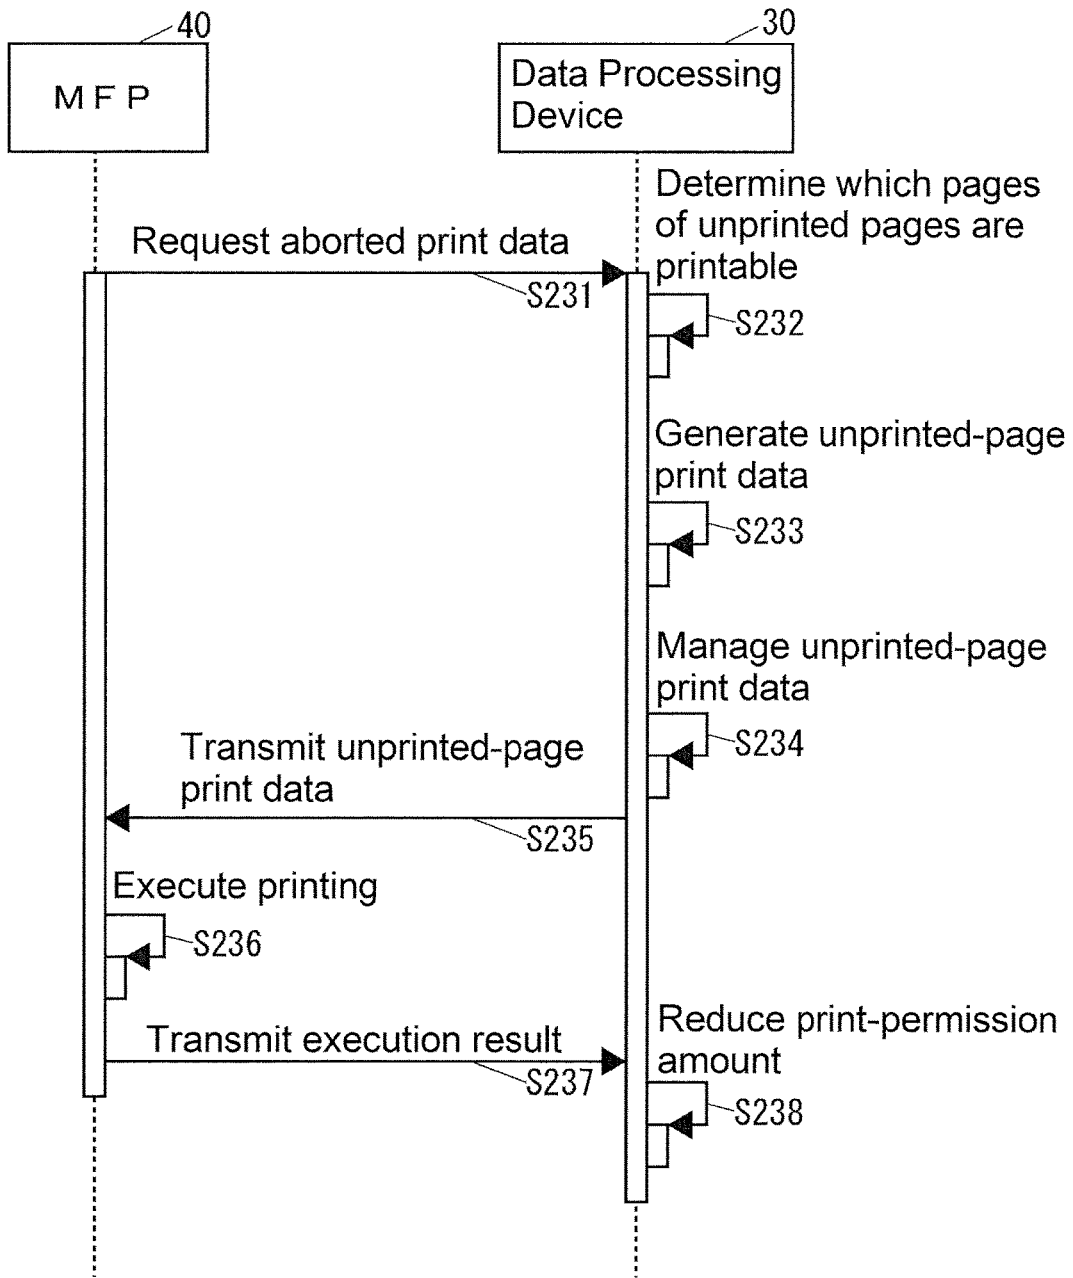 40
30
M F P
Data Processing
Device
Determine which pages
of unprinted pages are
printable
Request aborted print data
S231
S232
Generate unprinted-page
print data
S233
Manage unprinted-page
print data
S234
Transmit unprinted-page
print data
S235
Execute printing
S236
Reduce print-permission
amount
Transmit execution result
S237
S238